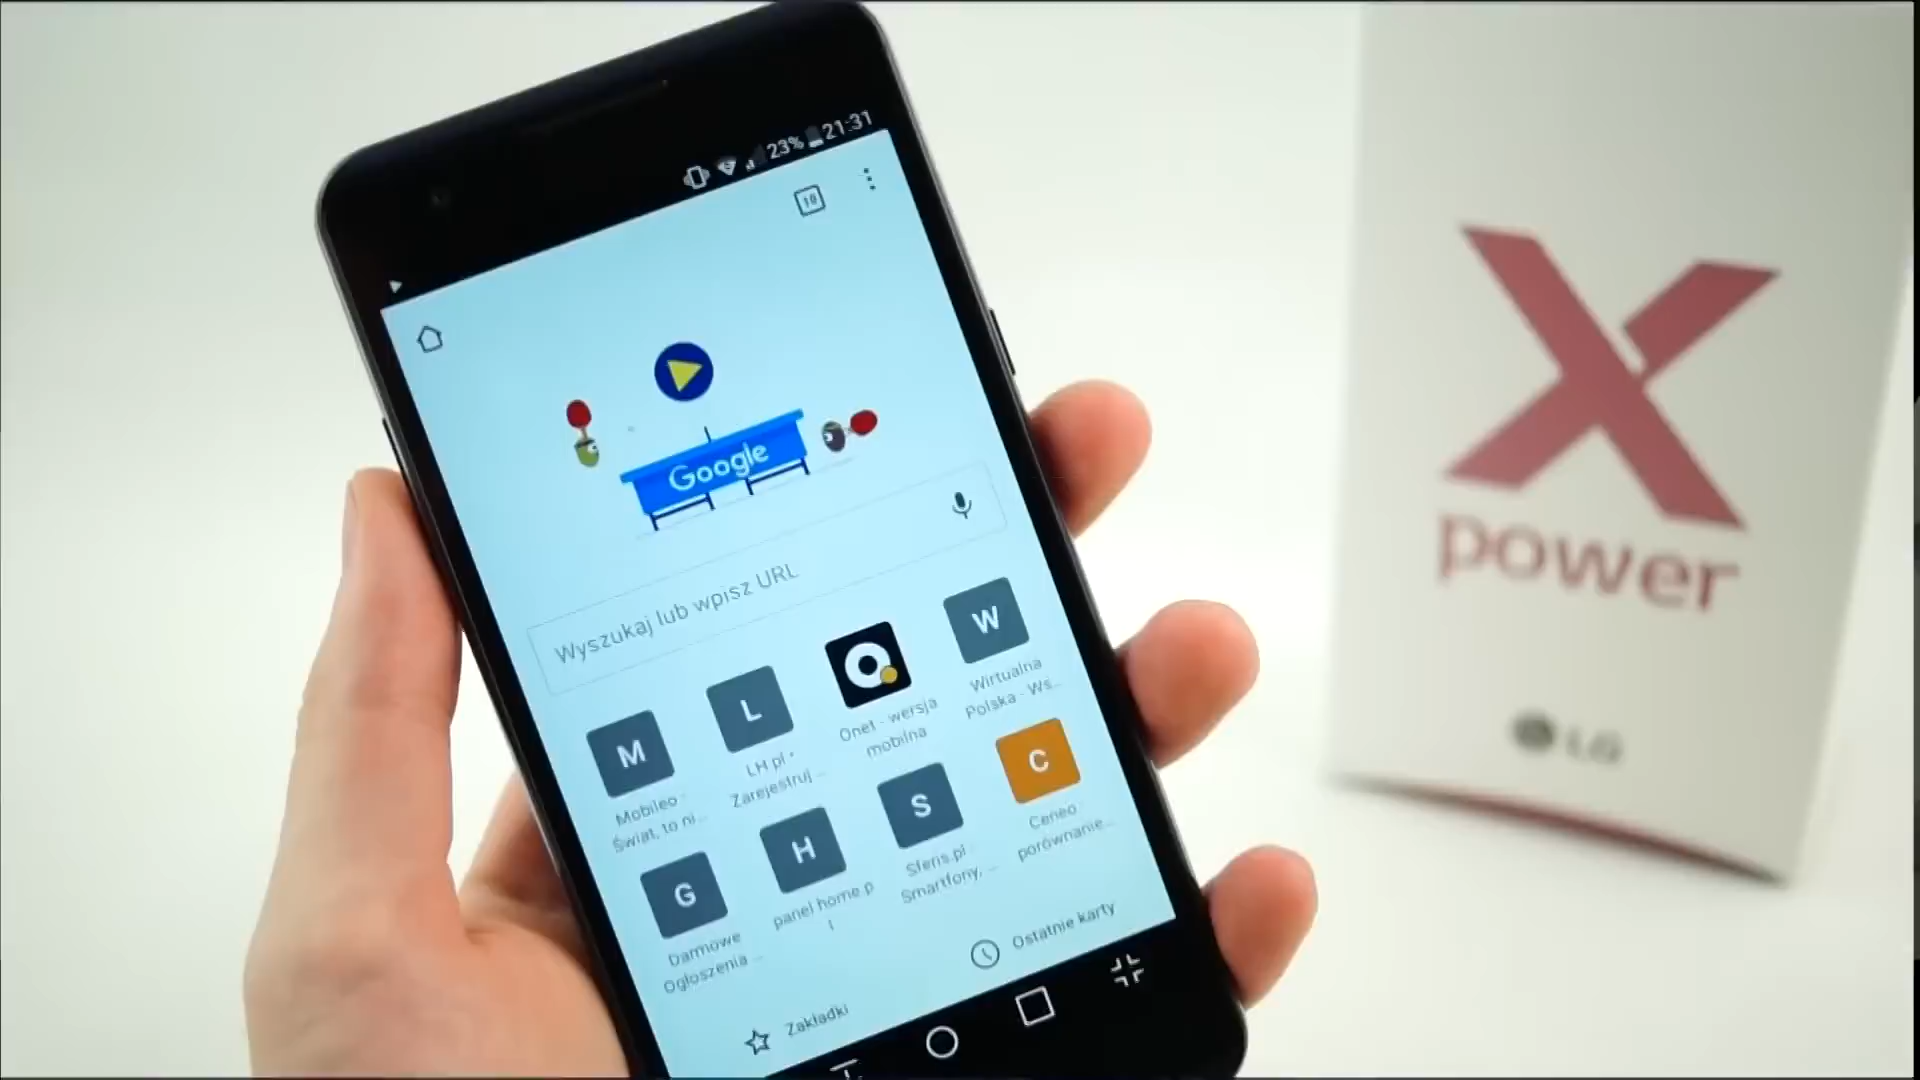 23% 21:31
10
Google
Wyszukaj lub wpisz URL
M
Mobileo -
Świat, to ni...
L
LH.pl •
Zarejestruj ...
Onet - wersja
mobilna
W
Wirtualna
Polska - Ws...
G
Darmowe
Ogłoszenia ...
H
panel home.p
l
S
Sferis.pl -
Smartfony, ...
C
Ceneo -
porównanie...
Zakładki
Ostatnie karty
X
power
LG